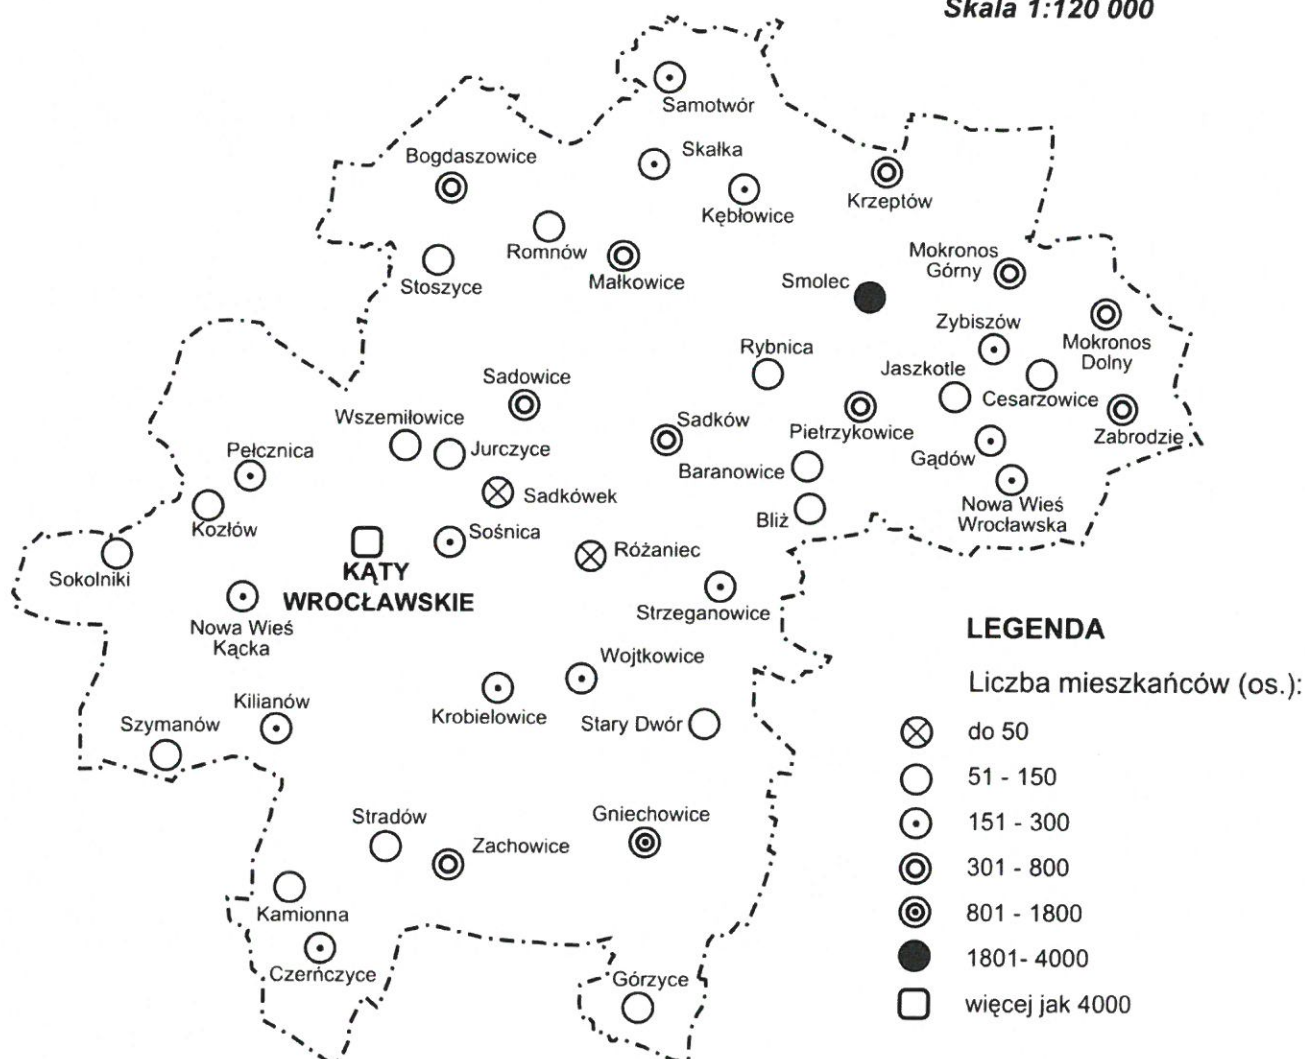 Skala 1:120 000
Samotwór
Skałka
Bogdaszowice
Kębłowice
Krzeptów
Romnów
Mokronos
Górny
Stoszyce
Małkowice
Smolec
Zybiszów
Mokronos
Dolny
Rybnica
Jaszkotle
Sadowice
Cesarzowice
Wszemiłowice
Sadków
Pietrzykowice
Zabrodzie
Pełcznica
Jurczyce
Baranowice
Gądów
Sadkówek
Nowa Wieś
Wrocławska
Kozłów
Bliż
Sośnica
Różaniec
Sokolniki
KĄTY
WROCŁAWSKIE
Strzeganowice
Nowa Wieś
Kącka
Wojtkowice
Kilianów
Krobielowice
Stary Dwór
Szymanów
Stradów
Gniechowice
Zachowice
Kamionna
Czerńczyce
Górzyce
LEGENDA
Liczba mieszkańców (os.):
do 50
51 - 150
151 - 300
301 - 800
801 - 1800
1801- 4000
więcej jak 4000